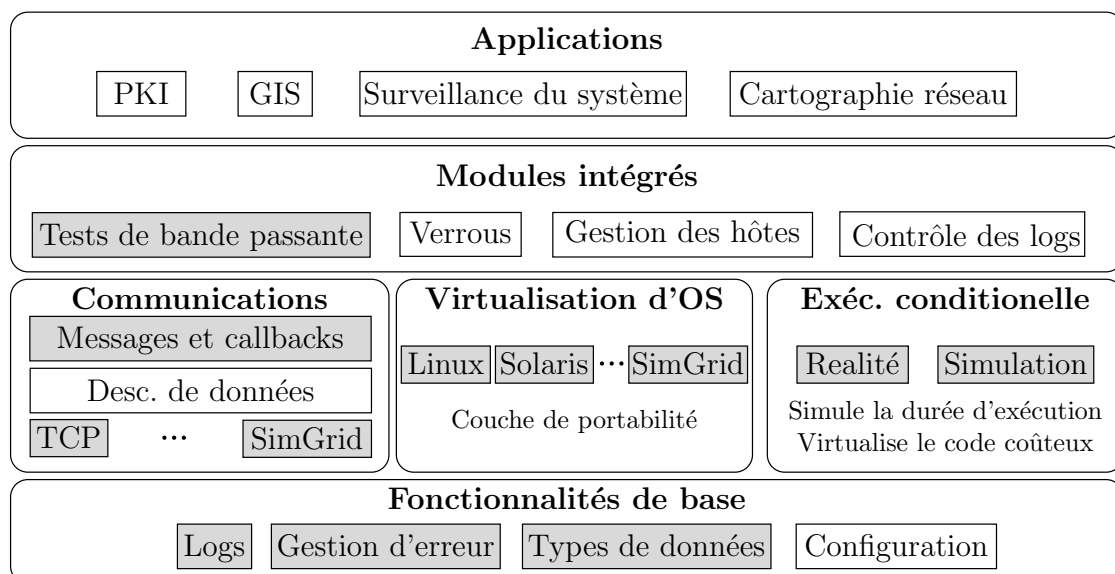 Applications
PKI GIS Surveillance du système Cartographie réseau
Modules intégrés
Tests de bande passante Verrous Gestion des hôtes Contrôle des logs
Communications
Messages et callbacks
Desc. de données
TCP ... SimGrid
Virtualisation d'OS
Linux Solaris ... SimGrid
Couche de portabilité
Exéc. conditionelle
Realité Simulation
Simule la durée d'exécution
Virtualise le code coûteux
Fonctionnalités de base
Logs Gestion d'erreur Types de données Configuration